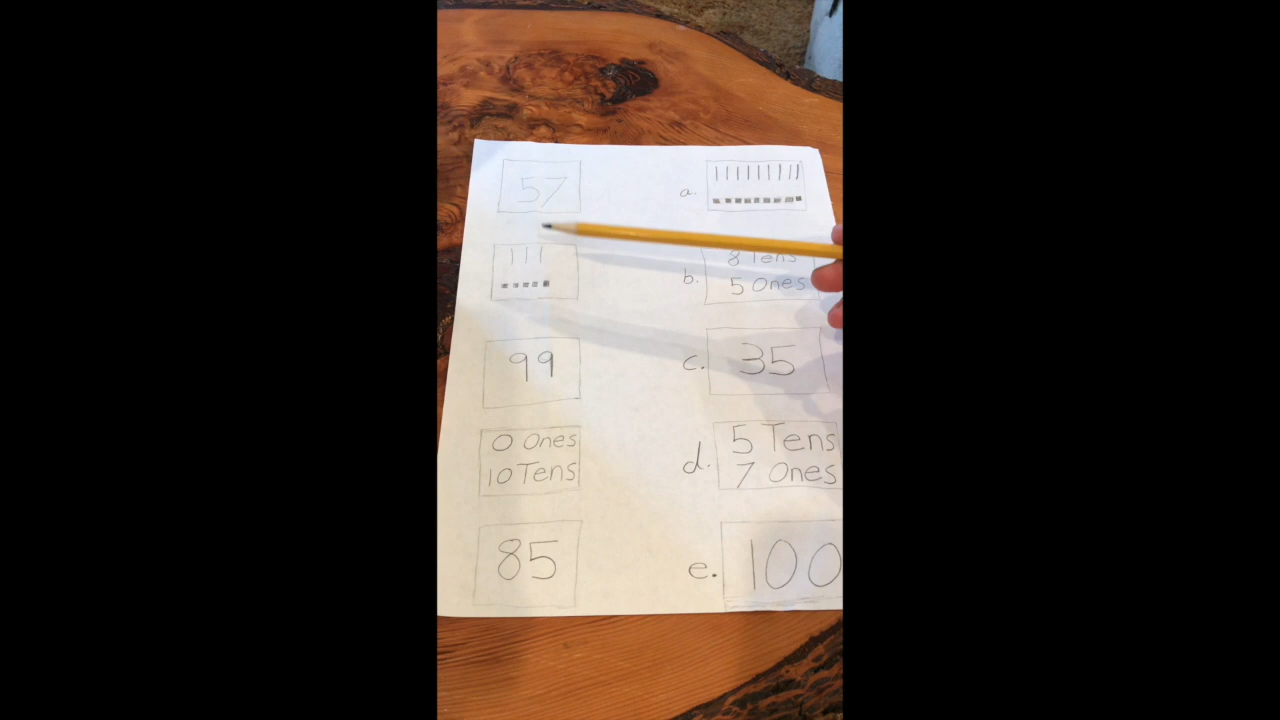 57
a.
b. 8 Tens
5 Ones
99
c. 35
0 Ones
10 Tens
d. 5 Tens
7 Ones
85
e. 100